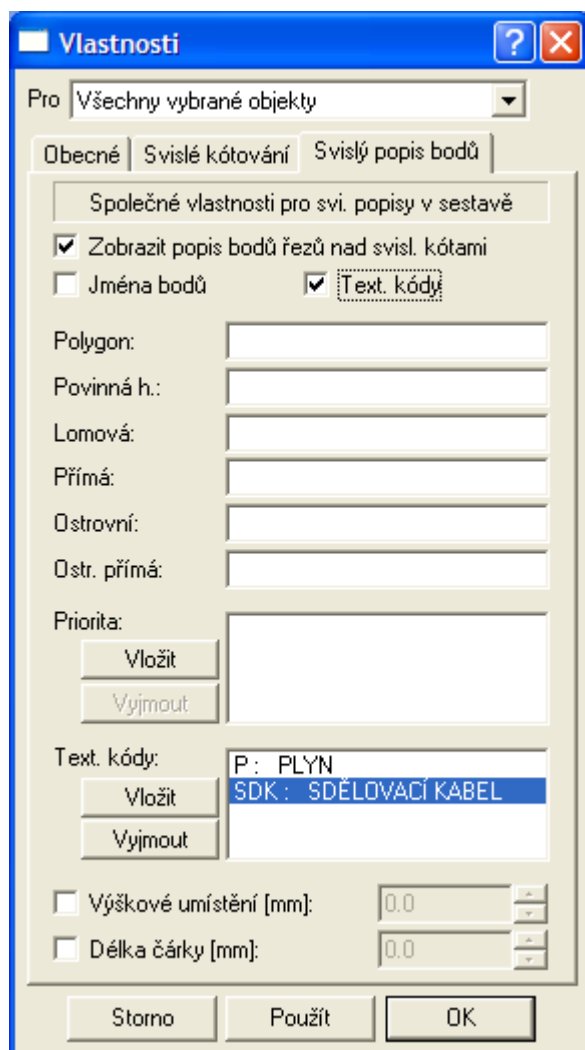 Vlastnosti
Pro Všechny vybrané objekty
Obecné Svislé kótování Svislý popis bodů
Společné vlastnosti pro svi. popisy v sestavě
Zobrazit popis bodů řezů nad svisl. kótami
Jména bodů Text. kódy
Polygon:
Povinná h.:
Lomová:
Přímá:
Ostrovní:
Ostr. přímá:
Priorita:
Vložit
Vyjmout
Text. kódy:
P : PLYN
SDK : SDĚLOVACÍ KABEL
Vložit
Vyjmout
Výškové umístění [mm]: 0.0
Délka čárky [mm]: 0.0
Storno Použít OK